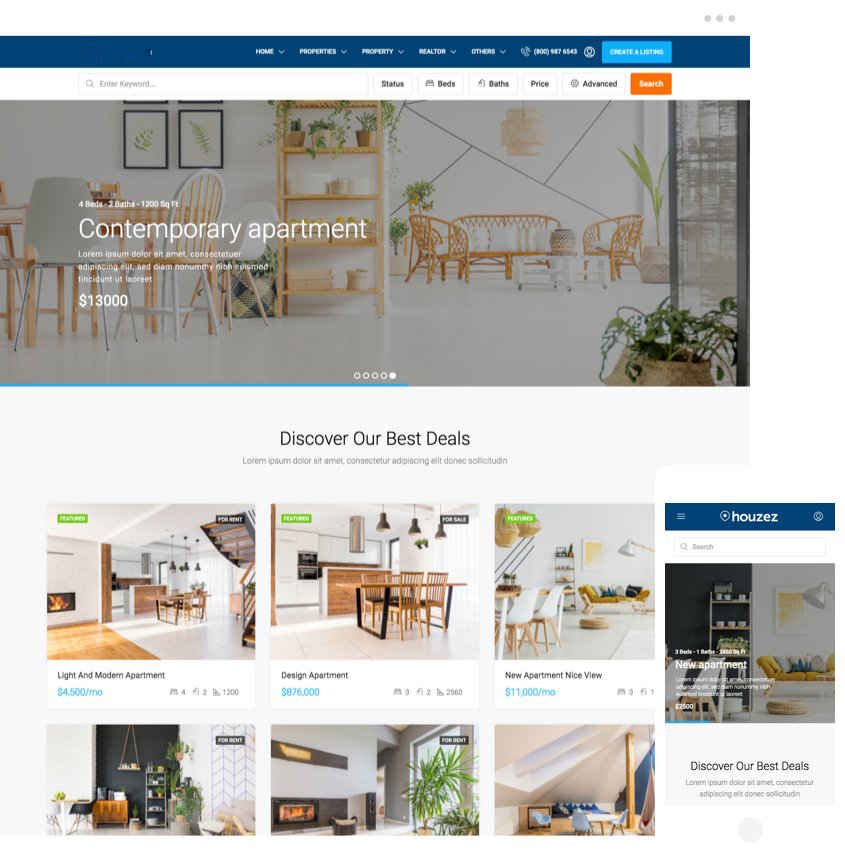 HOME PROPERTIES PROPERTY REALTOR OTHERS (800) 987 6543 CREATE A LISTING
Enter Keyword... Status Beds Baths Price Advanced Search
4 Beds - 2 Baths - 1200 Sq Ft
Contemporary apartment
Lorem ipsum dolor sit amet, consectetuer
adipiscing elit, sed diam nonummy nibh euismod
tincidunt ut laoreet
$13000
Discover Our Best Deals
Lorem ipsum dolor sit amet, consectetur adipiscing elit donec sollicitudin
FEATURED FOR RENT
Light And Modern Apartment
$4,500/mo 4 2 1200
FEATURED FOR SALE
Design Apartment
$876,000 3 2 2560
FEATURED
New Apartment Nice View
$11,000/mo 3 1
FOR RENT
FOR RENT
houzez
Search
3 Beds - 1 Baths - 2450 Sq Ft
New apartment
Lorem ipsum dolor sit amet, consectetuer
adipiscing elit, sed diam nonummy nibh
euismod tincidunt ut laoreet
$2500
Discover Our Best Deals
Lorem ipsum dolor sit amet, consectetur
adipiscing elit donec sollicitudin